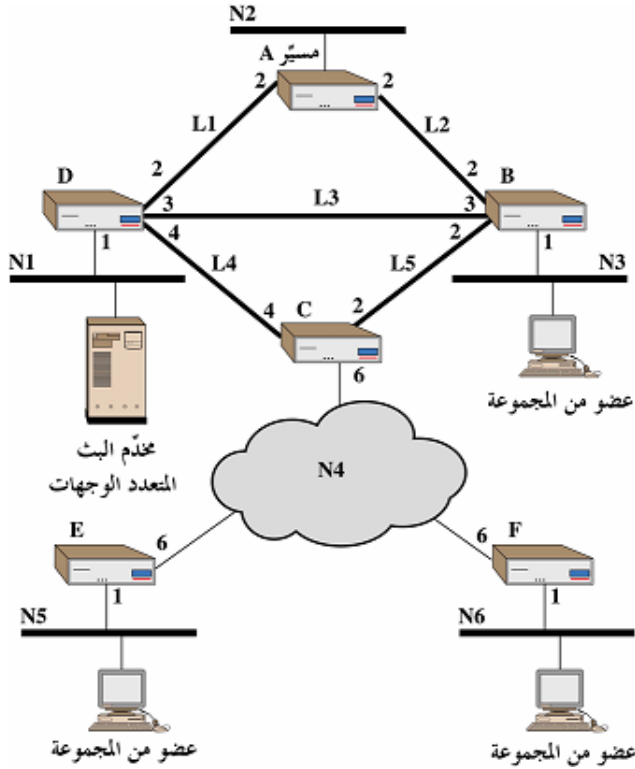 N2
مسيّر A
2 2
L1 L2
D 2 2 B
3 L3 3
4 2
1 1
N1 L4 L5 N3
4 C 2
6
عضو من المجموعة
مخدّم البث
المتعدد الوجهات
N4
E 6 6 F
1 1
N5 N6
عضو من المجموعة عضو من المجموعة